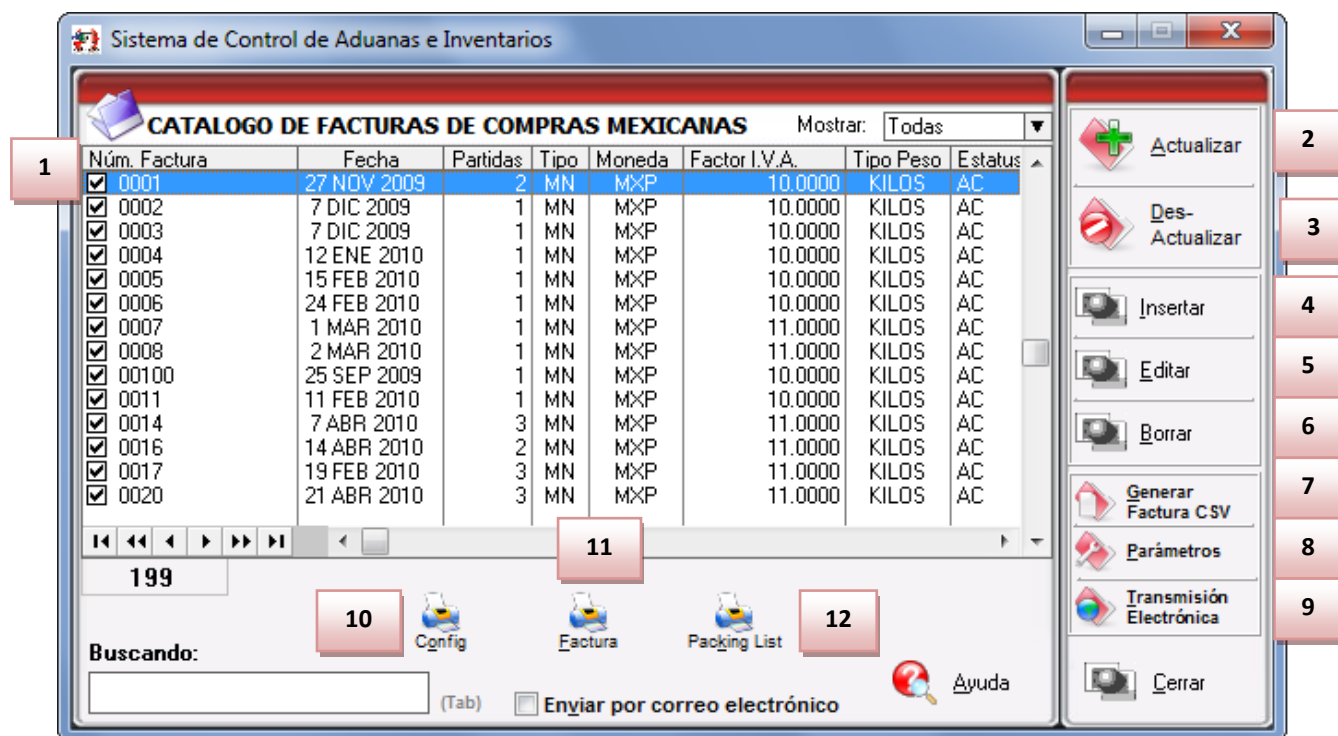 Sistema de Control de Aduanas e Inventarios
CATALOGO DE FACTURAS DE COMPRAS MEXICANAS Mostrar: Todas
1
Núm. Factura Fecha Partidas Tipo Moneda Factor I.V.A. Tipo Peso Estatus
0001 27 NOV 2009 2 MN MXP 10.0000 KILOS AC
0002 7 DIC 2009 1 MN MXP 10.0000 KILOS AC
0003 7 DIC 2009 1 MN MXP 10.0000 KILOS AC
0004 12 ENE 2010 1 MN MXP 10.0000 KILOS AC
0005 15 FEB 2010 1 MN MXP 10.0000 KILOS AC
0006 24 FEB 2010 1 MN MXP 10.0000 KILOS AC
0007 1 MAR 2010 1 MN MXP 11.0000 KILOS AC
0008 2 MAR 2010 1 MN MXP 11.0000 KILOS AC
00100 25 SEP 2009 1 MN MXP 10.0000 KILOS AC
0011 11 FEB 2010 1 MN MXP 10.0000 KILOS AC
0014 7 ABR 2010 3 MN MXP 11.0000 KILOS AC
0016 14 ABR 2010 2 MN MXP 11.0000 KILOS AC
0017 19 FEB 2010 3 MN MXP 11.0000 KILOS AC
0020 21 ABR 2010 3 MN MXP 11.0000 KILOS AC
199
11
10
Config
Factura
Packing List
12
Buscando:
(Tab)
Enviar por correo electrónico
Ayuda
Actualizar
2
Des-
Actualizar
3
Insertar
4
Editar
5
Borrar
6
Generar
Factura CSV
7
Parámetros
8
Transmisión
Electrónica
9
Cerrar